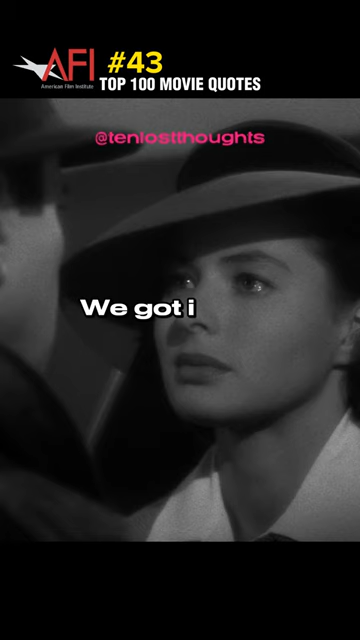 AFI #43
American Film Institute TOP 100 MOVIE QUOTES
@tenlostthoughts
We got i